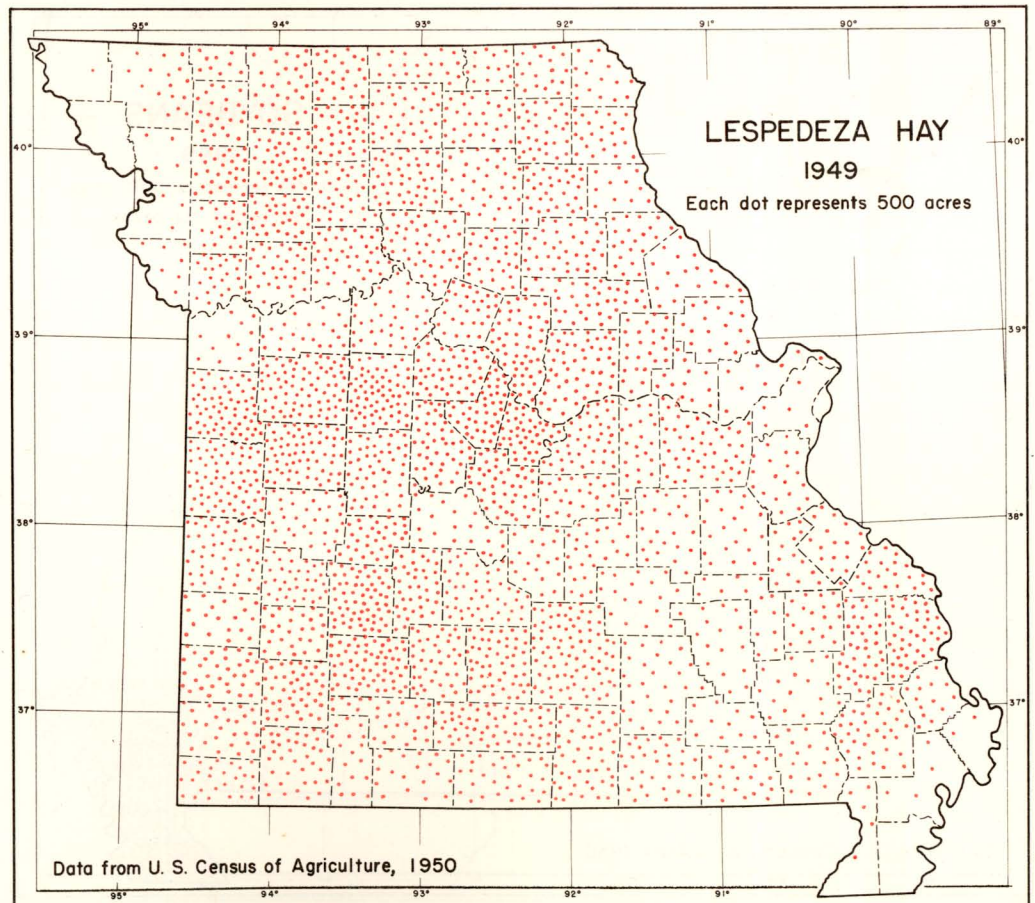 95° 94° 93° 92° 91° 90° 89°
LESPEDEZA HAY
1949
Each dot represents 500 acres
40° 40°
39° 39°
38° 38°
37° 37°
Data from U. S. Census of Agriculture, 1950
95° 94° 93° 92° 91°